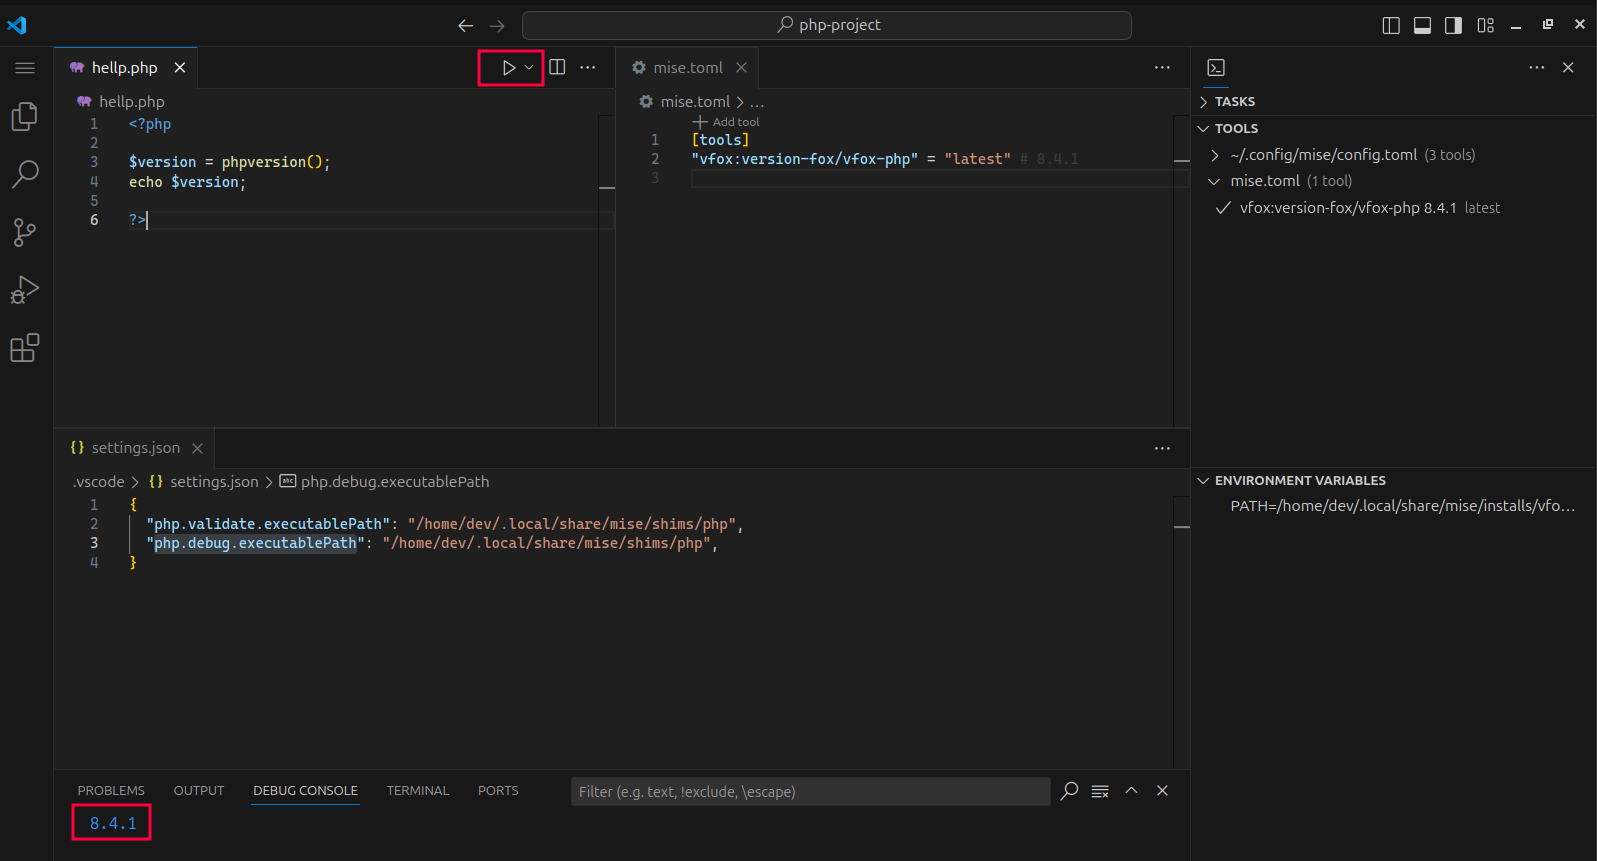 php-project
hellp.php
hellp.php
1 <?php
2
3 $version = phpversion();
4 echo $version;
5
6 ?>
mise.toml
mise.toml > ...
Add tool
1 [tools]
2 "vfox:version-fox/vfox-php" = "latest" # 8.4.1
3
settings.json
.vscode > {} settings.json > abc php.debug.executablePath
1 {
2 "php.validate.executablePath": "/home/dev/.local/share/mise/shims/php",
3 "php.debug.executablePath": "/home/dev/.local/share/mise/shims/php",
4 }
PROBLEMS OUTPUT DEBUG CONSOLE TERMINAL PORTS Filter (e.g. text, !exclude, \escape)
8.4.1
TASKS
TOOLS
~/.config/mise/config.toml (3 tools)
mise.toml (1 tool)
vfox:version-fox/vfox-php 8.4.1 latest
ENVIRONMENT VARIABLES
PATH=/home/dev/.local/share/mise/installs/vfo...